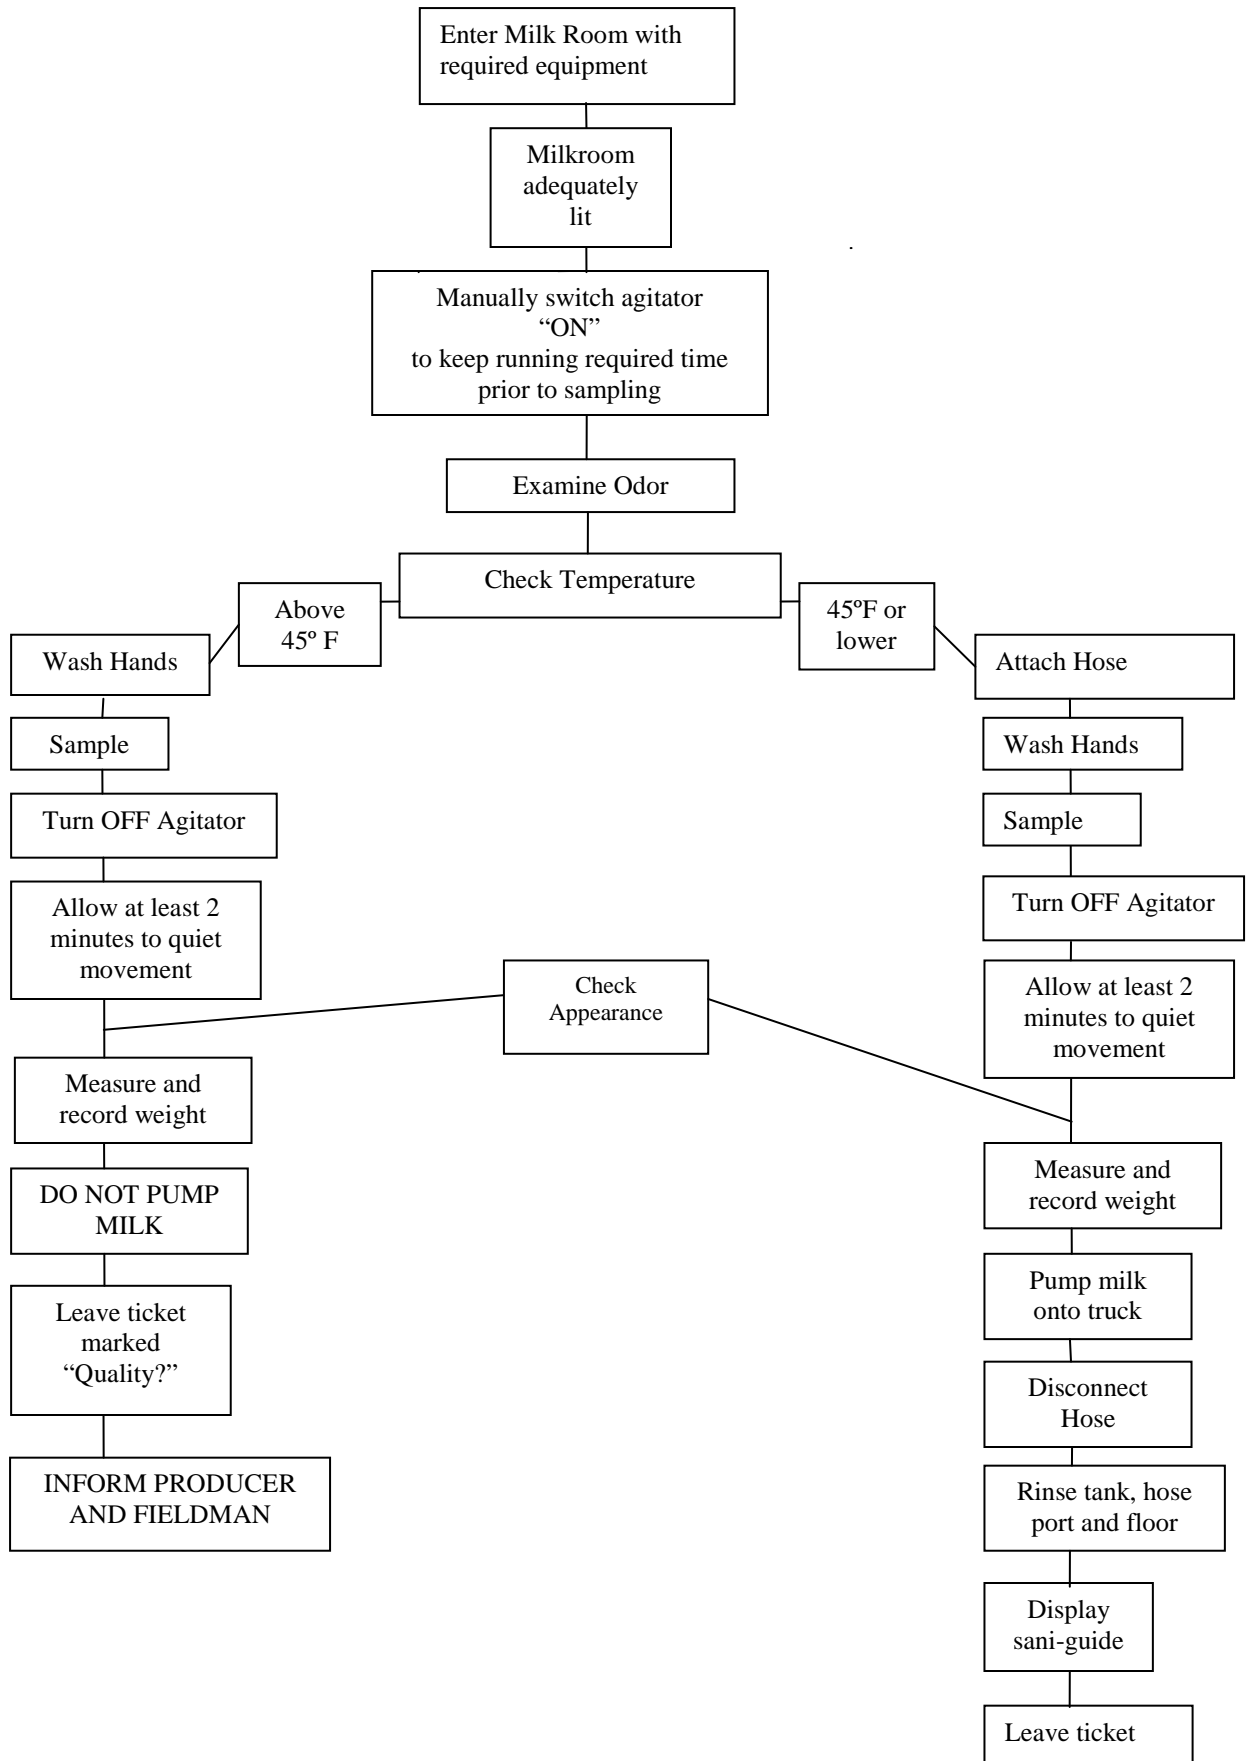 Enter Milk Room with
required equipment
Milkroom
adequately
lit
Manually switch agitator
“ON”
to keep running required time
prior to sampling
Examine Odor
Check Temperature
Above
45º F
45ºF or
lower
Wash Hands
Sample
Turn OFF Agitator
Allow at least 2
minutes to quiet
movement
Check
Appearance
Measure and
record weight
DO NOT PUMP
MILK
Leave ticket
marked
“Quality?”
INFORM PRODUCER
AND FIELDMAN
Attach Hose
Wash Hands
Sample
Turn OFF Agitator
Allow at least 2
minutes to quiet
movement
Measure and
record weight
Pump milk
onto truck
Disconnect
Hose
Rinse tank, hose
port and floor
Display
sani-guide
Leave ticket